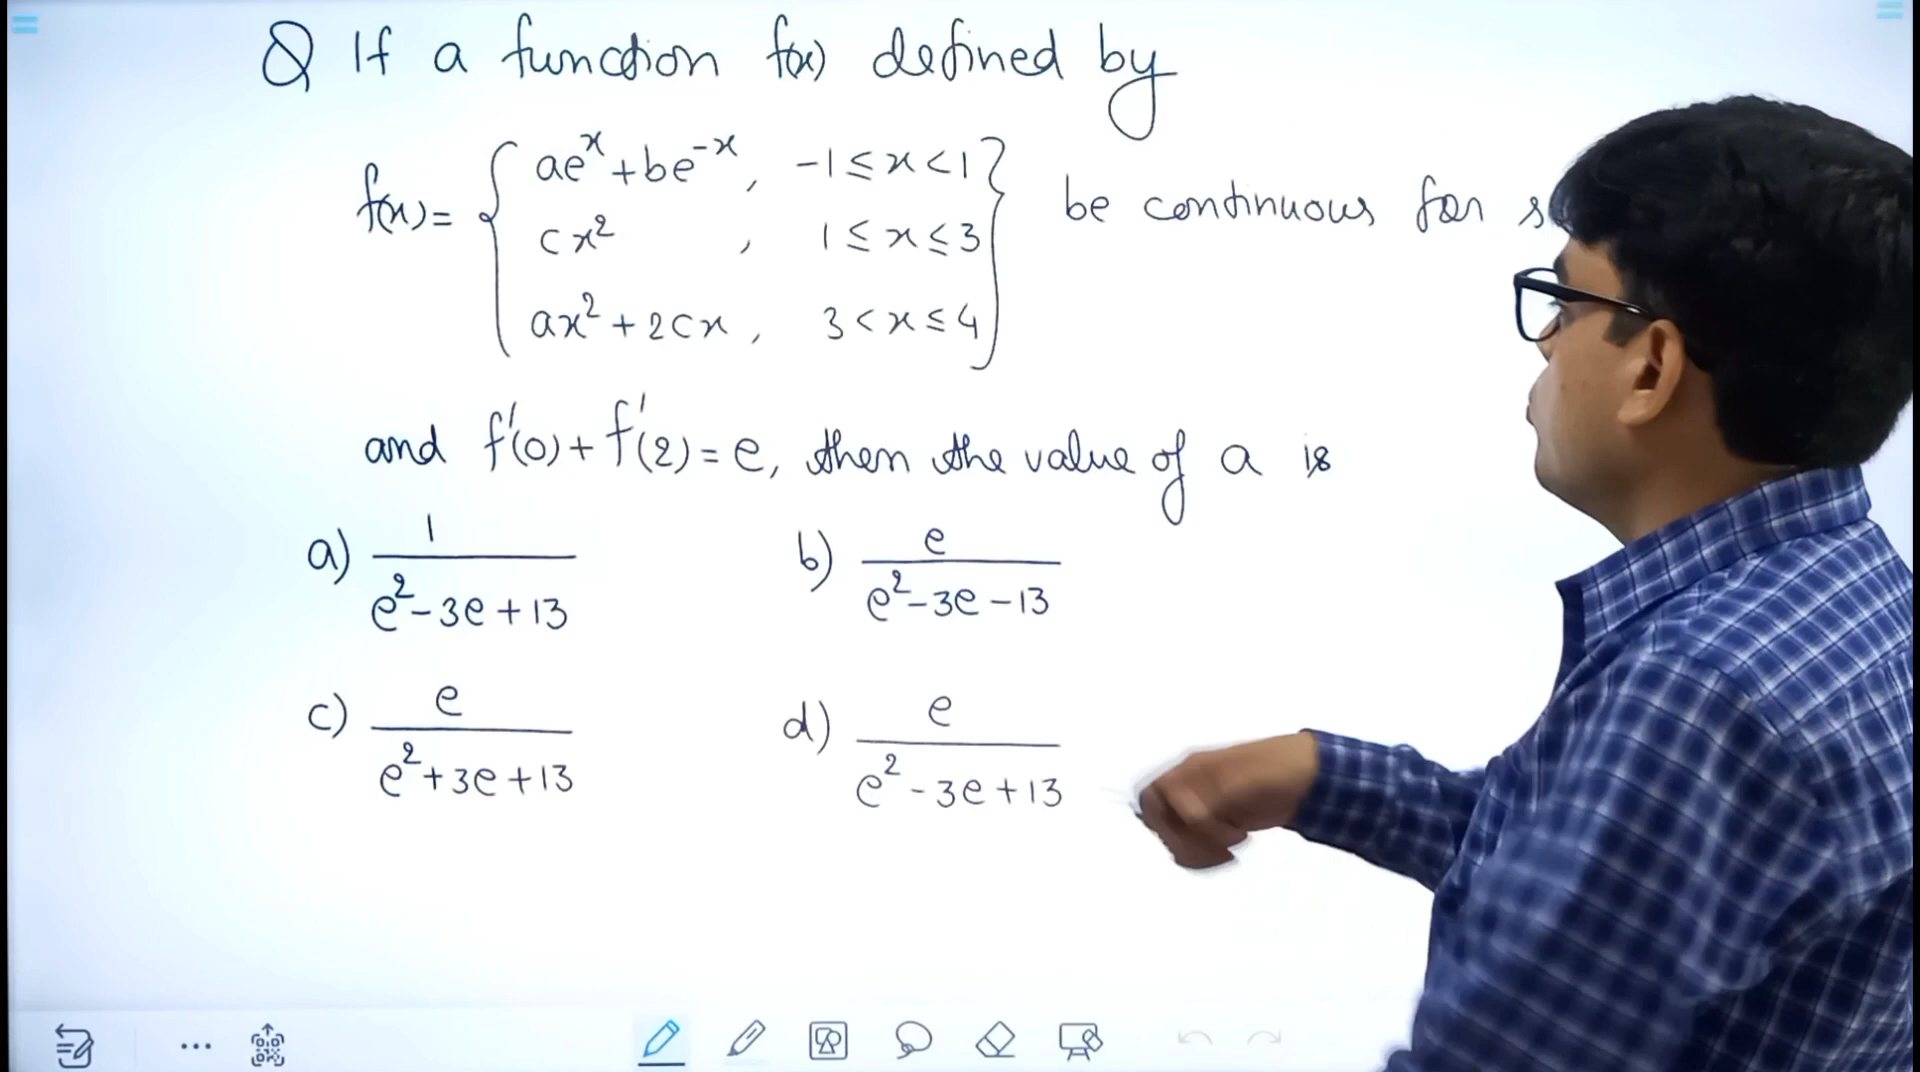 Q If a function f(x) defined by
f(x) = { ae^x + be^-x, -1 ≤ x < 1 } be continuous for
cx^2 , 1 ≤ x ≤ 3
ax^2 + 2cx , 3 < x ≤ 4
and f'(0) + f'(2) = e, then the value of a is
a) 1/(e^2 - 3e + 13) b) e/(e^2 - 3e - 13)
c) e/(e^2 + 3e + 13) d) e/(e^2 - 3e + 13)